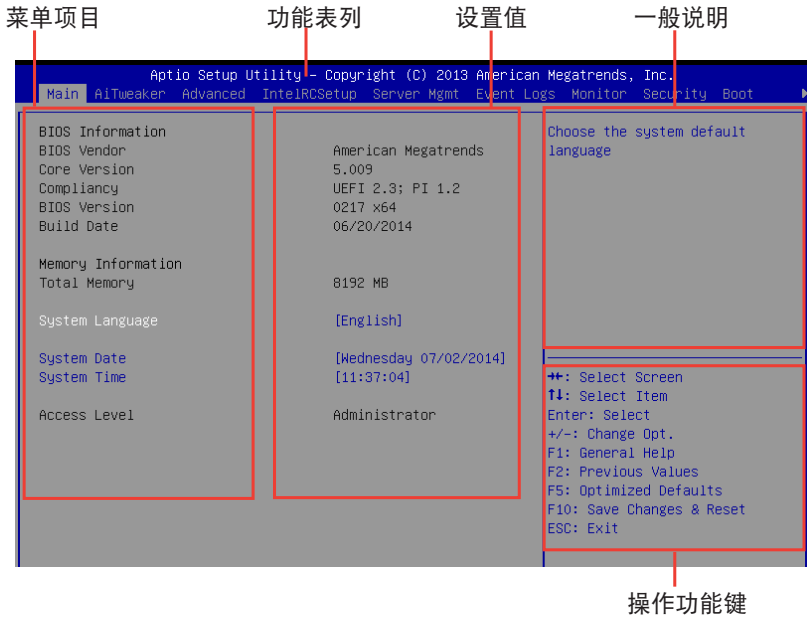 菜单项目 功能表列 设置值 一般说明
Aptio Setup Utility - Copyright (C) 2013 American Megatrends, Inc.
Main AiTweaker Advanced IntelRCSetup Server Mgmt Event Logs Monitor Security Boot
BIOS Information
BIOS Vendor American Megatrends
Core Version 5.009
Compliancy UEFI 2.3; PI 1.2
BIOS Version 0217 x64
Build Date 06/20/2014
Memory Information
Total Memory 8192 MB
System Language [English]
System Date [Wednesday 07/02/2014]
System Time [11:37:04]
Access Level Administrator
Choose the system default
language
→←: Select Screen
↑↓: Select Item
Enter: Select
+/-: Change Opt.
F1: General Help
F2: Previous Values
F5: Optimized Defaults
F10: Save Changes & Reset
ESC: Exit
操作功能键